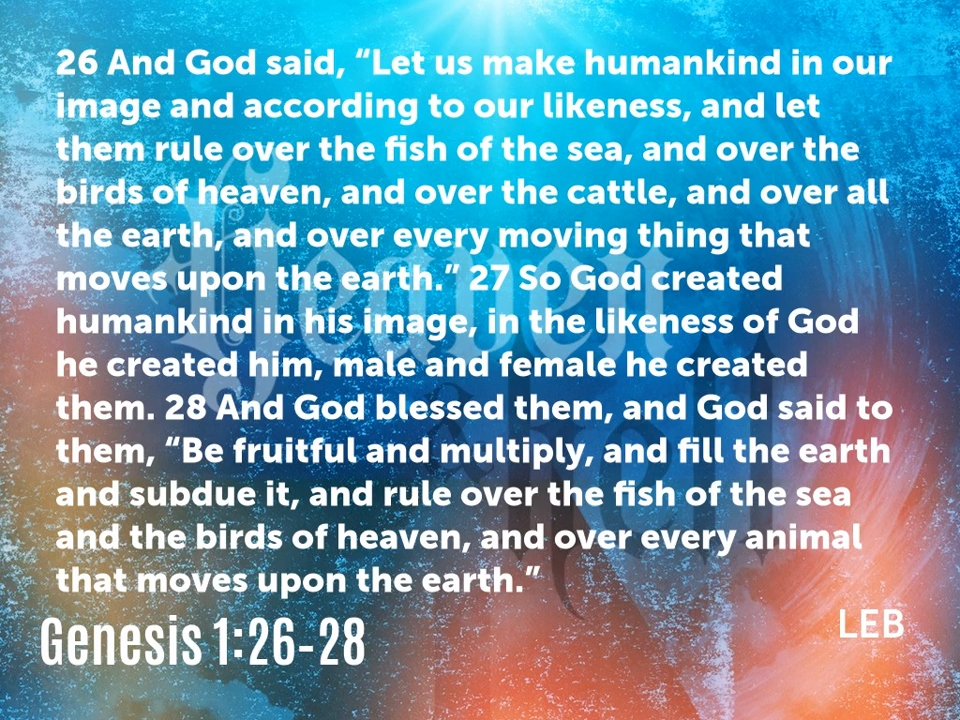 26 And God said, “Let us make humankind in our
image and according to our likeness, and let
them rule over the fish of the sea, and over the
birds of heaven, and over the cattle, and over all
the earth, and over every moving thing that
moves upon the earth.” 27 So God created
humankind in his image, in the likeness of God
he created him, male and female he created
them. 28 And God blessed them, and God said to
them, “Be fruitful and multiply, and fill the earth
and subdue it, and rule over the fish of the sea
and the birds of heaven, and over every animal
that moves upon the earth.”
Genesis 1:26-28
LEB
Heaven
Hell